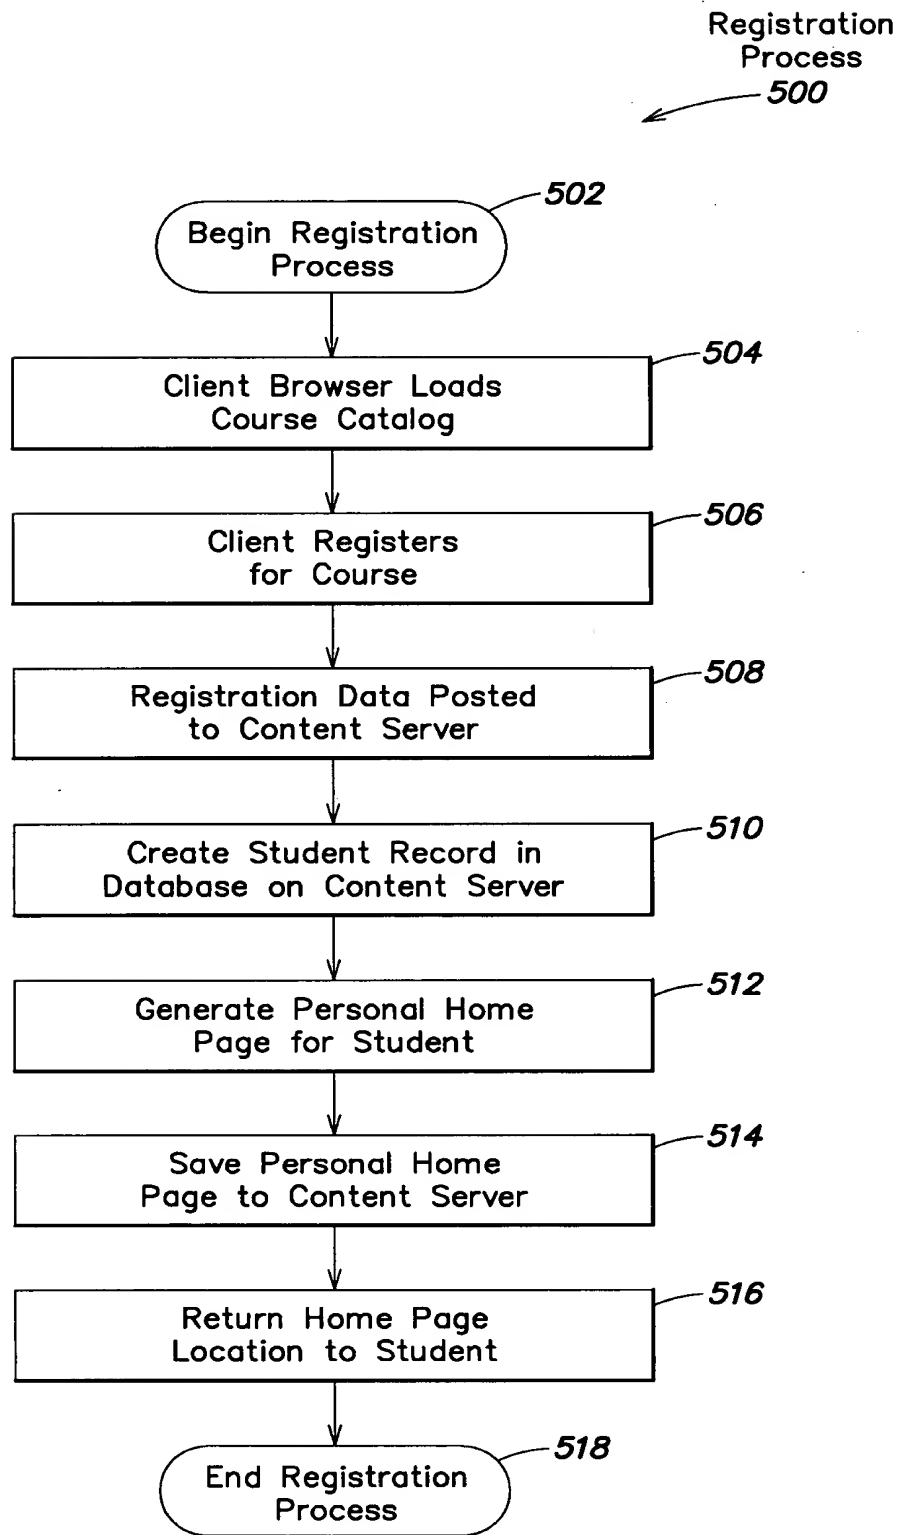 Registration
Process
500
502
Begin Registration
Process
504
Client Browser Loads
Course Catalog
506
Client Registers
for Course
508
Registration Data Posted
to Content Server
510
Create Student Record in
Database on Content Server
512
Generate Personal Home
Page for Student
514
Save Personal Home
Page to Content Server
516
Return Home Page
Location to Student
518
End Registration
Process